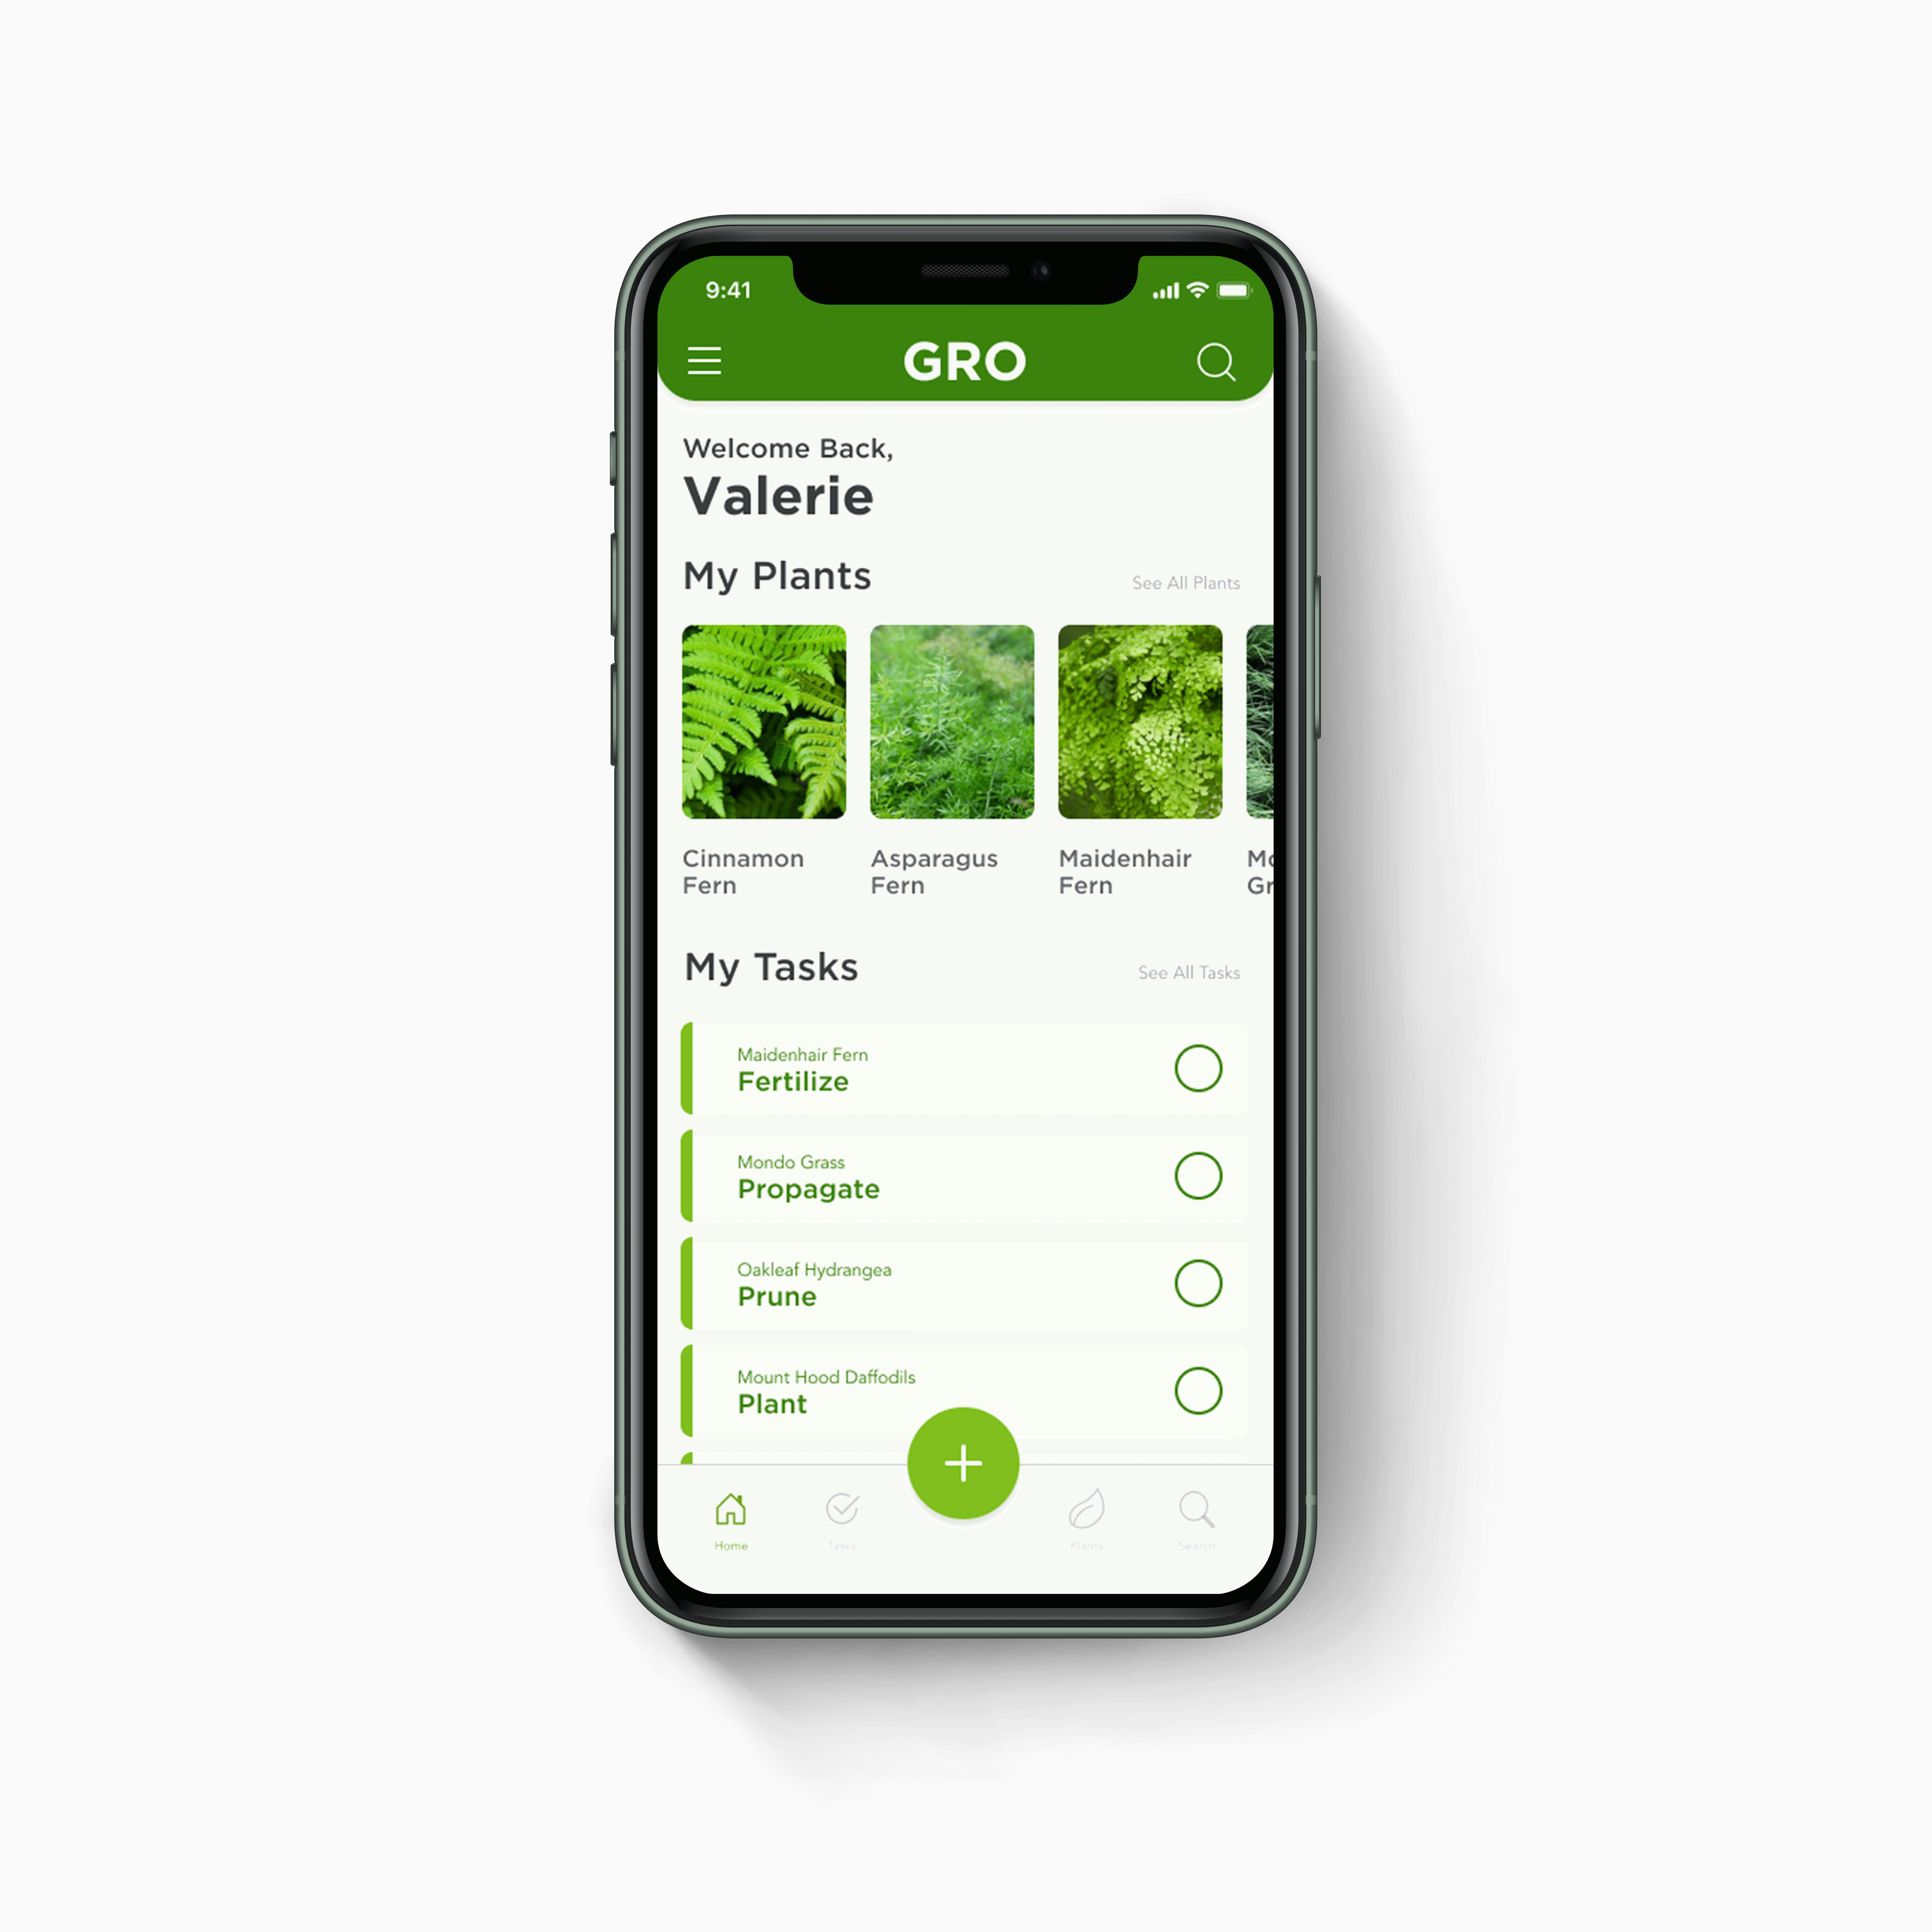 9:41
GRO
Welcome Back,
Valerie
My Plants
See All Plants
Cinnamon
Fern
Asparagus
Fern
Maidenhair
Fern
Mo
Gr
My Tasks
See All Tasks
Maidenhair Fern
Fertilize
Mondo Grass
Propagate
Oakleaf Hydrangea
Prune
Mount Hood Daffodils
Plant
Home
Tasks
Plants
Search